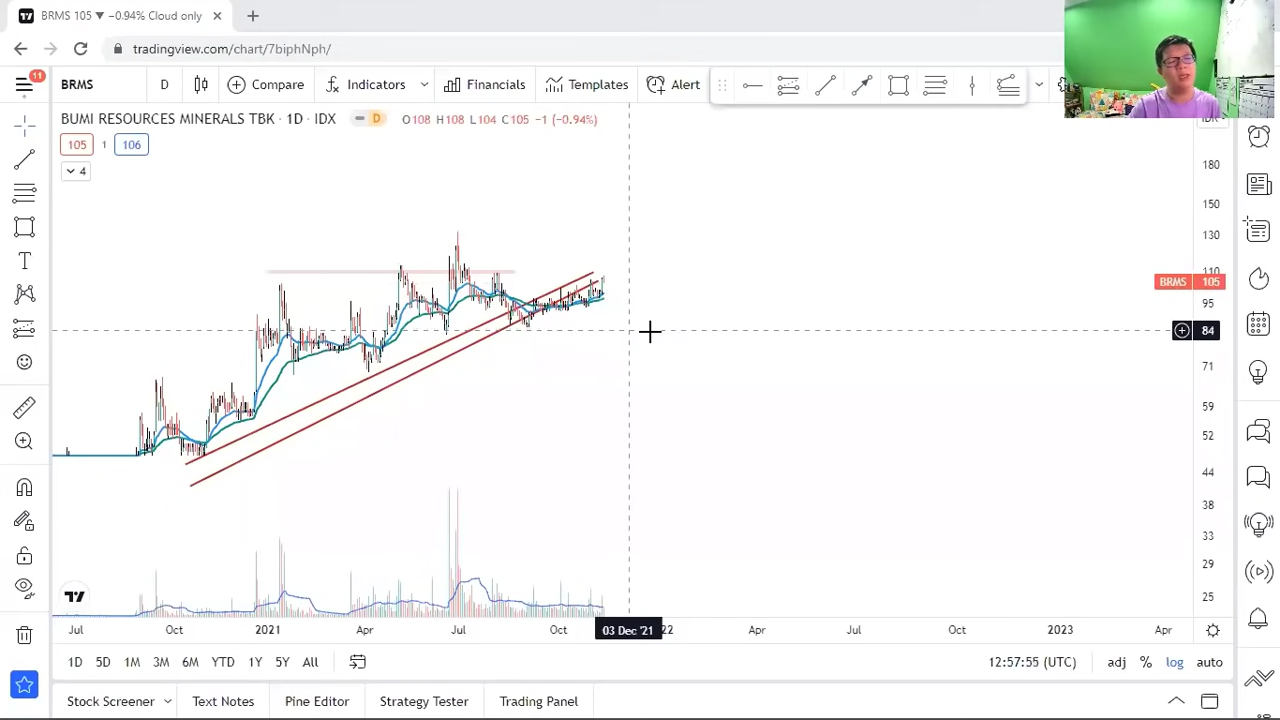 BRMS 105 ▼ −0.94% Cloud only
tradingview.com/chart/7biphNph/
11
BRMS D Compare Indicators Financials Templates Alert
BUMI RESOURCES MINERALS TBK · 1D · IDX D O108 H108 L104 C105 −1 (−0.94%)
105 1 106
4
180
150
130
110
BRMS 105
95
84
71
59
52
44
38
33
29
25
Jul Oct 2021 Apr Jul Oct 03 Dec '21 22 Apr Jul Oct 2023 Apr
1D 5D 1M 3M 6M YTD 1Y 5Y All 12:57:55 (UTC) adj % log auto
Stock Screener Text Notes Pine Editor Strategy Tester Trading Panel